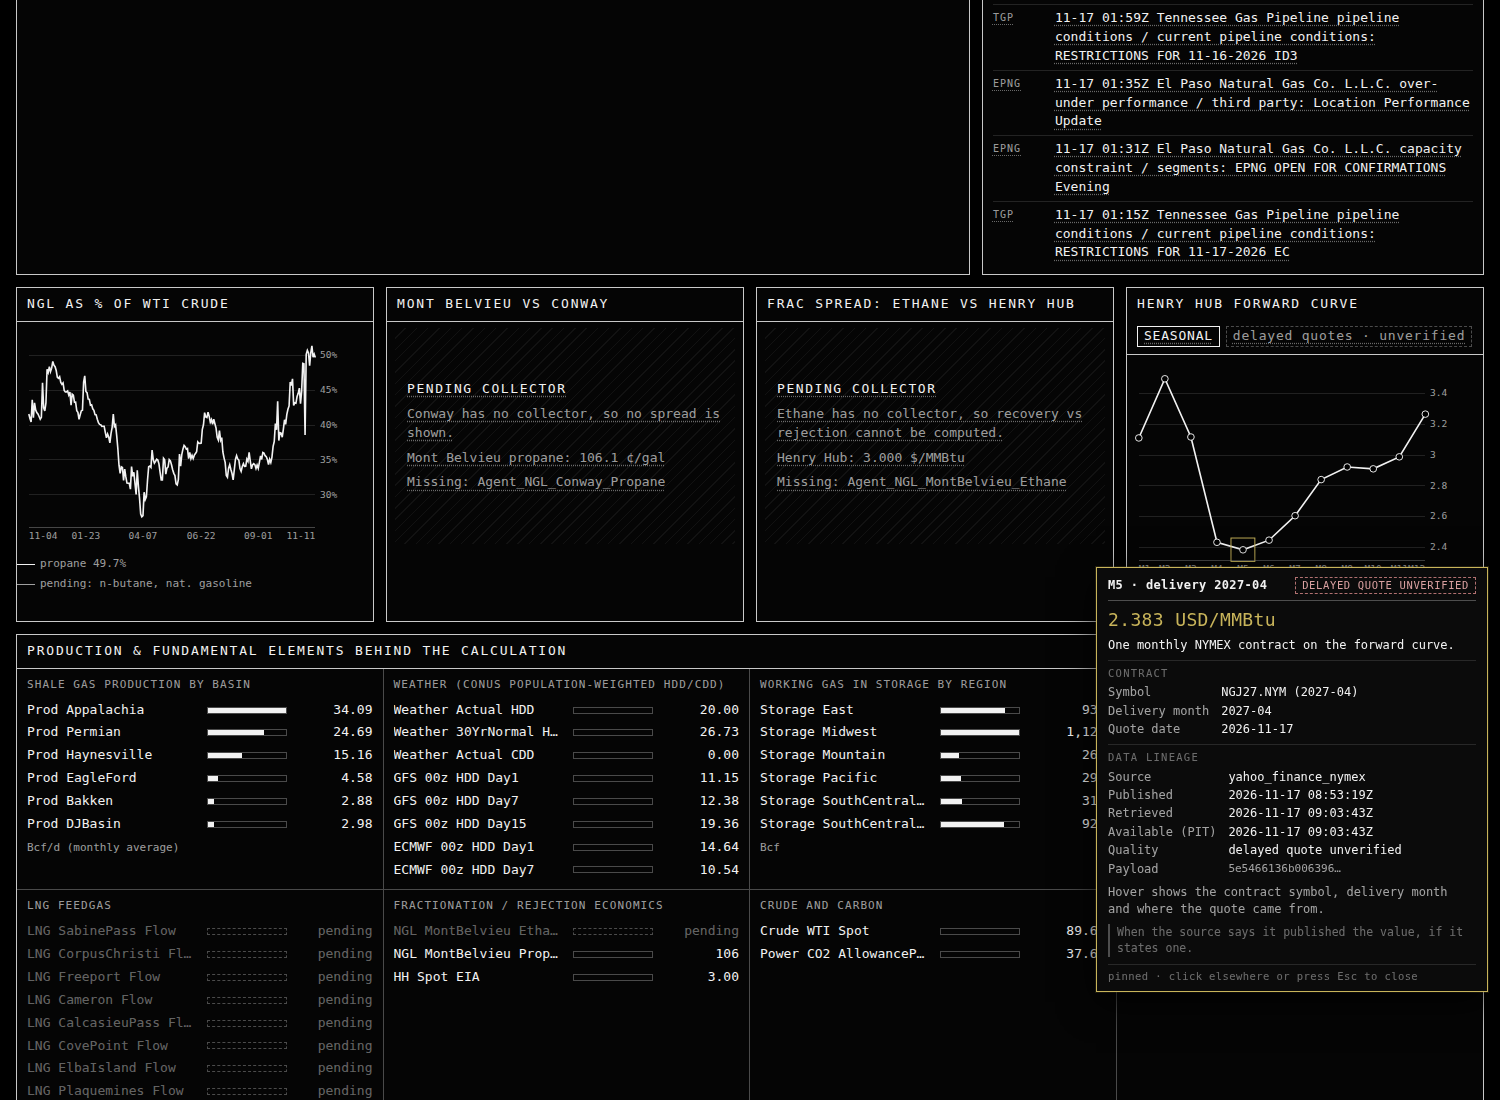 TGP 11-17 01:59Z Tennessee Gas Pipeline pipeline
conditions / current pipeline conditions:
RESTRICTIONS FOR 11-16-2026 ID3
EPNG 11-17 01:35Z El Paso Natural Gas Co. L.L.C. over-
under performance / third party: Location Performance
Update
EPNG 11-17 01:31Z El Paso Natural Gas Co. L.L.C. capacity
constraint / segments: EPNG OPEN FOR CONFIRMATIONS
Evening
TGP 11-17 01:15Z Tennessee Gas Pipeline pipeline
conditions / current pipeline conditions:
RESTRICTIONS FOR 11-17-2026 EC
NGL AS % OF WTI CRUDE
50%
45%
40%
35%
30%
11-04 01-23 04-07 06-22 09-01 11-11
propane 49.7%
pending: n-butane, nat. gasoline
MONT BELVIEU VS CONWAY
PENDING COLLECTOR
Conway has no collector, so no spread is
shown.
Mont Belvieu propane: 106.1 ¢/gal
Missing: Agent_NGL_Conway_Propane
FRAC SPREAD: ETHANE VS HENRY HUB
PENDING COLLECTOR
Ethane has no collector, so recovery vs
rejection cannot be computed.
Henry Hub: 3.000 $/MMBtu
Missing: Agent_NGL_MontBelvieu_Ethane
HENRY HUB FORWARD CURVE
SEASONAL delayed quotes · unverified
3.4
3.2
3
2.8
2.6
2.4
M5 · delivery 2027-04 DELAYED QUOTE UNVERIFIED
2.383 USD/MMBtu
One monthly NYMEX contract on the forward curve.
CONTRACT
Symbol NGJ27.NYM (2027-04)
Delivery month 2027-04
Quote date 2026-11-17
DATA LINEAGE
Source yahoo_finance_nymex
Published 2026-11-17 08:53:19Z
Retrieved 2026-11-17 09:03:43Z
Available (PIT) 2026-11-17 09:03:43Z
Quality delayed quote unverified
Payload 5e5466136b006396…
Hover shows the contract symbol, delivery month
and where the quote came from.
When the source says it published the value, if it
states one.
pinned · click elsewhere or press Esc to close
PRODUCTION & FUNDAMENTAL ELEMENTS BEHIND THE CALCULATION
SHALE GAS PRODUCTION BY BASIN
Prod Appalachia 34.09
Prod Permian 24.69
Prod Haynesville 15.16
Prod EagleFord 4.58
Prod Bakken 2.88
Prod DJBasin 2.98
Bcf/d (monthly average)
WEATHER (CONUS POPULATION-WEIGHTED HDD/CDD)
Weather Actual HDD 20.00
Weather 30YrNormal H… 26.73
Weather Actual CDD 0.00
GFS 00z HDD Day1 11.15
GFS 00z HDD Day7 12.38
GFS 00z HDD Day15 19.36
ECMWF 00z HDD Day1 14.64
ECMWF 00z HDD Day7 10.54
WORKING GAS IN STORAGE BY REGION
Storage East 93
Storage Midwest 1,12
Storage Mountain 26
Storage Pacific 29
Storage SouthCentral… 31
Storage SouthCentral… 92
Bcf
LNG FEEDGAS
LNG SabinePass Flow pending
LNG CorpusChristi Fl… pending
LNG Freeport Flow pending
LNG Cameron Flow pending
LNG CalcasieuPass Fl… pending
LNG CovePoint Flow pending
LNG ElbaIsland Flow pending
LNG Plaquemines Flow pending
FRACTIONATION / REJECTION ECONOMICS
NGL MontBelvieu Etha… pending
NGL MontBelvieu Prop… 106
HH Spot EIA 3.00
CRUDE AND CARBON
Crude WTI Spot 89.6
Power CO2 AllowanceP… 37.6